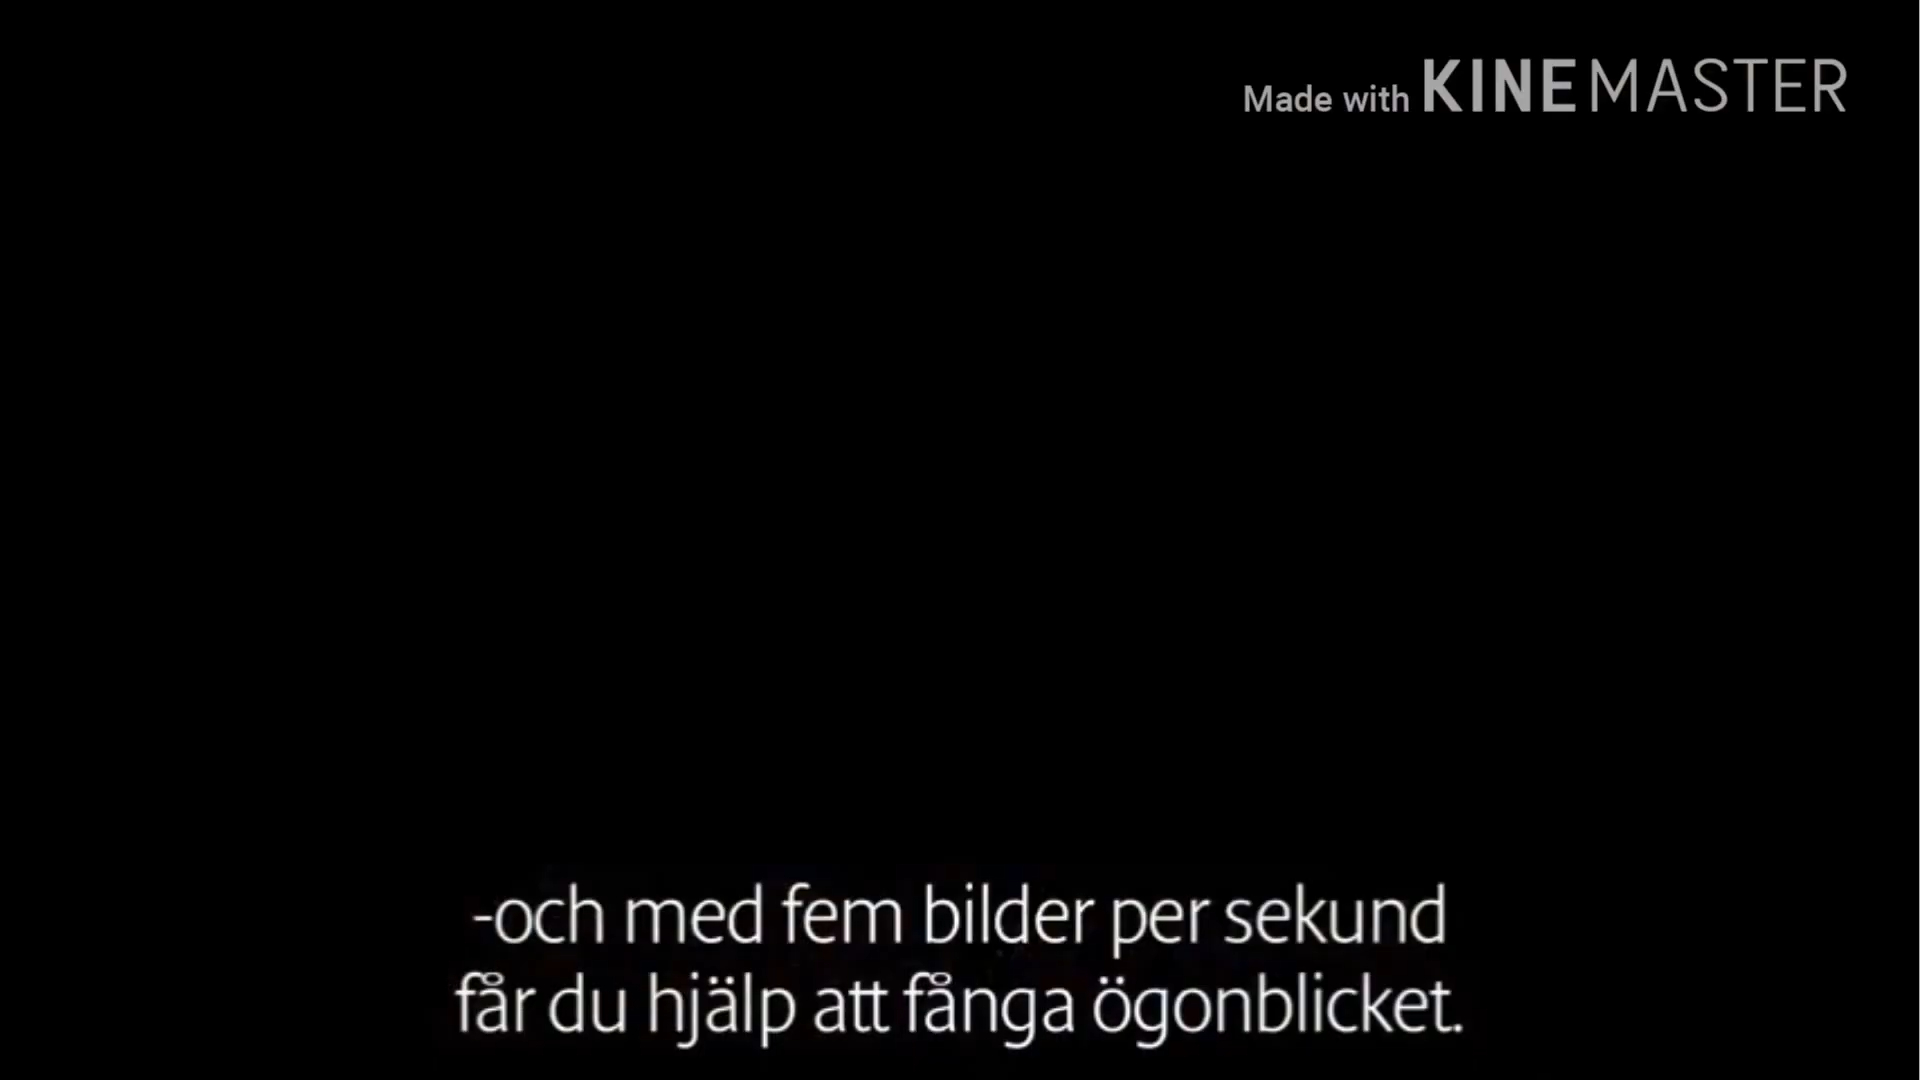 Made with KINEMASTER
-och med fem bilder per sekund
får du hjälp att fånga ögonblicket.